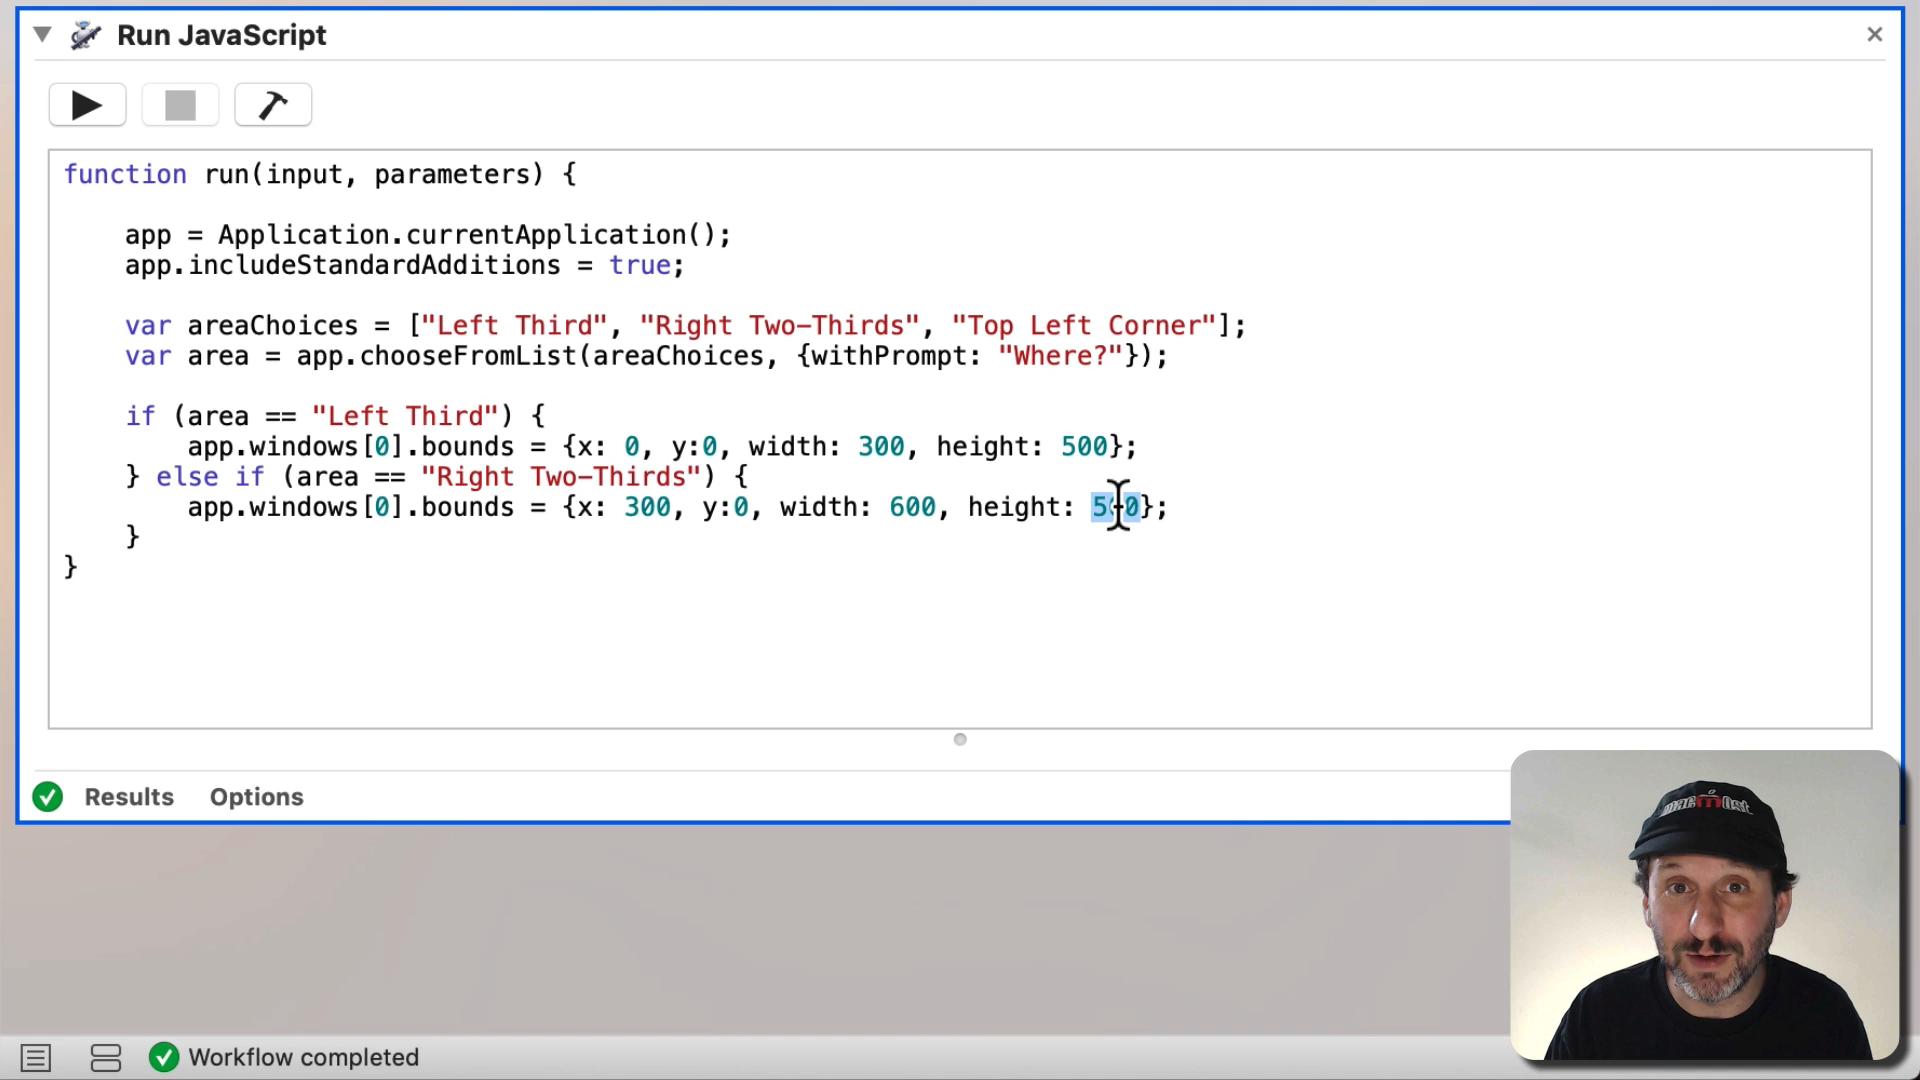 Run JavaScript
function run(input, parameters) {
app = Application.currentApplication();
app.includeStandardAdditions = true;
var areaChoices = ["Left Third", "Right Two-Thirds", "Top Left Corner"];
var area = app.chooseFromList(areaChoices, {withPrompt: "Where?"});
if (area == "Left Third") {
app.windows[0].bounds = {x: 0, y:0, width: 300, height: 500};
} else if (area == "Right Two-Thirds") {
app.windows[0].bounds = {x: 300, y:0, width: 600, height: 500};
}
}
Results Options
macmost
Workflow completed